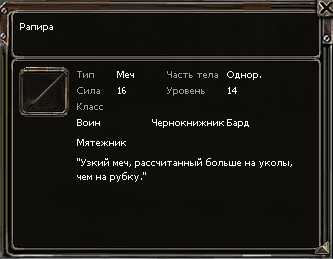 Рапира
Тип Меч Часть тела Однор.
Сила 16 Уровень 14
Класс
Воин Чернокнижник Бард
Мятежник
"Узкий меч, рассчитанный больше на уколы,
чем на рубку."